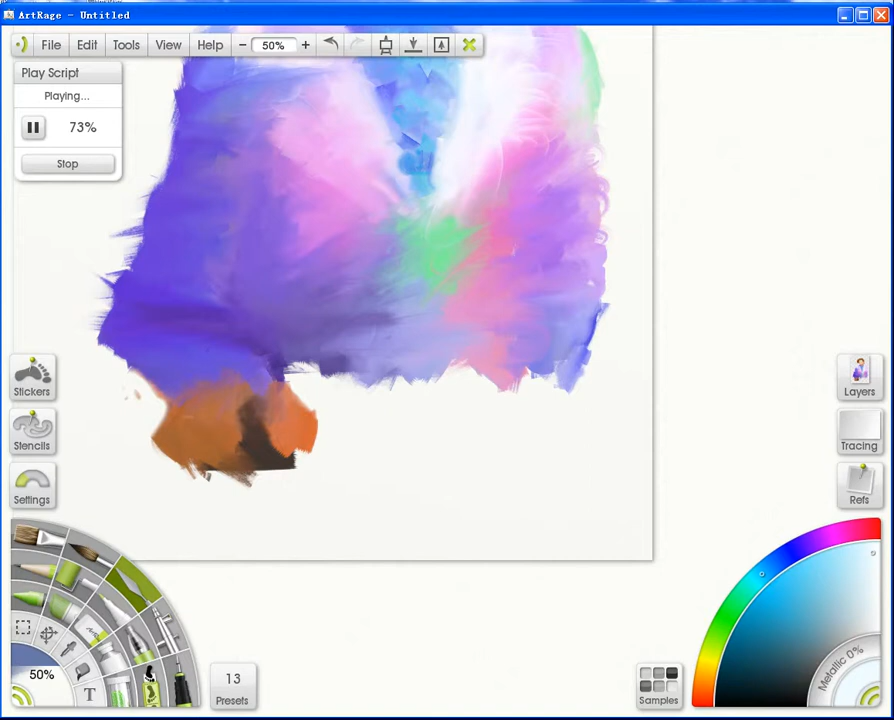 ArtRage - Untitled
File Edit Tools View Help - 50% +
Play Script
Playing...
73%
Stop
Stickers
Stencils
Settings
Layers
Tracing
Refs
50%
T
13
Presets
Samples
Metallic 0%